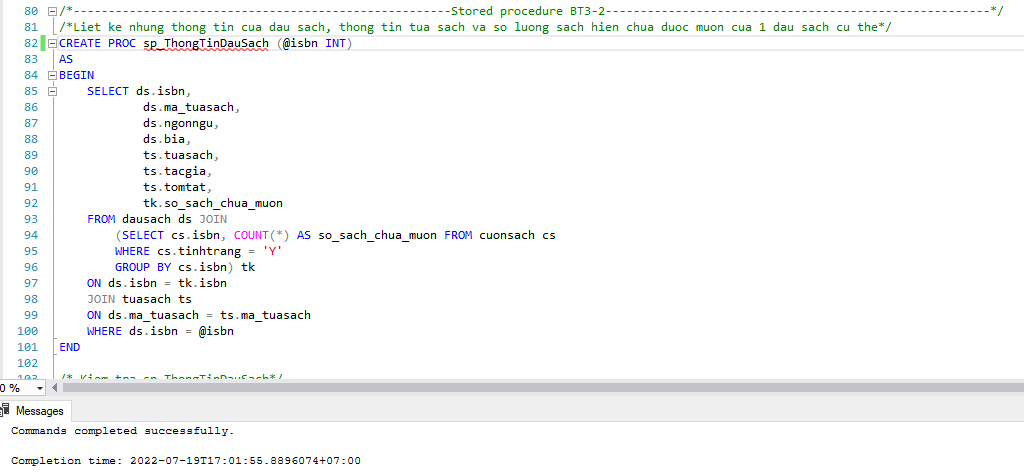 80 /*------------------------------------------------------Stored procedure BT3-2-------------------------------------------------------*/
81 /*Liet ke nhung thong tin cua dau sach, thong tin tua sach va so luong sach hien chua duoc muon cua 1 dau sach cu the*/
82 CREATE PROC sp_ThongTinDauSach (@isbn INT)
83 AS
84 BEGIN
85 SELECT ds.isbn,
86 ds.ma_tuasach,
87 ds.ngonngu,
88 ds.bia,
89 ts.tuasach,
90 ts.tacgia,
91 ts.tomtat,
92 tk.so_sach_chua_muon
93 FROM dausach ds JOIN
94 (SELECT cs.isbn, COUNT(*) AS so_sach_chua_muon FROM cuonsach cs
95 WHERE cs.tinhtrang = 'Y'
96 GROUP BY cs.isbn) tk
97 ON ds.isbn = tk.isbn
98 JOIN tuasach ts
99 ON ds.ma_tuasach = ts.ma_tuasach
100 WHERE ds.isbn = @isbn
101 END
102
103 /* Kiem tra sp_ThongTinDauSach*/
0 %
Messages
Commands completed successfully.
Completion time: 2022-07-19T17:01:55.8896074+07:00